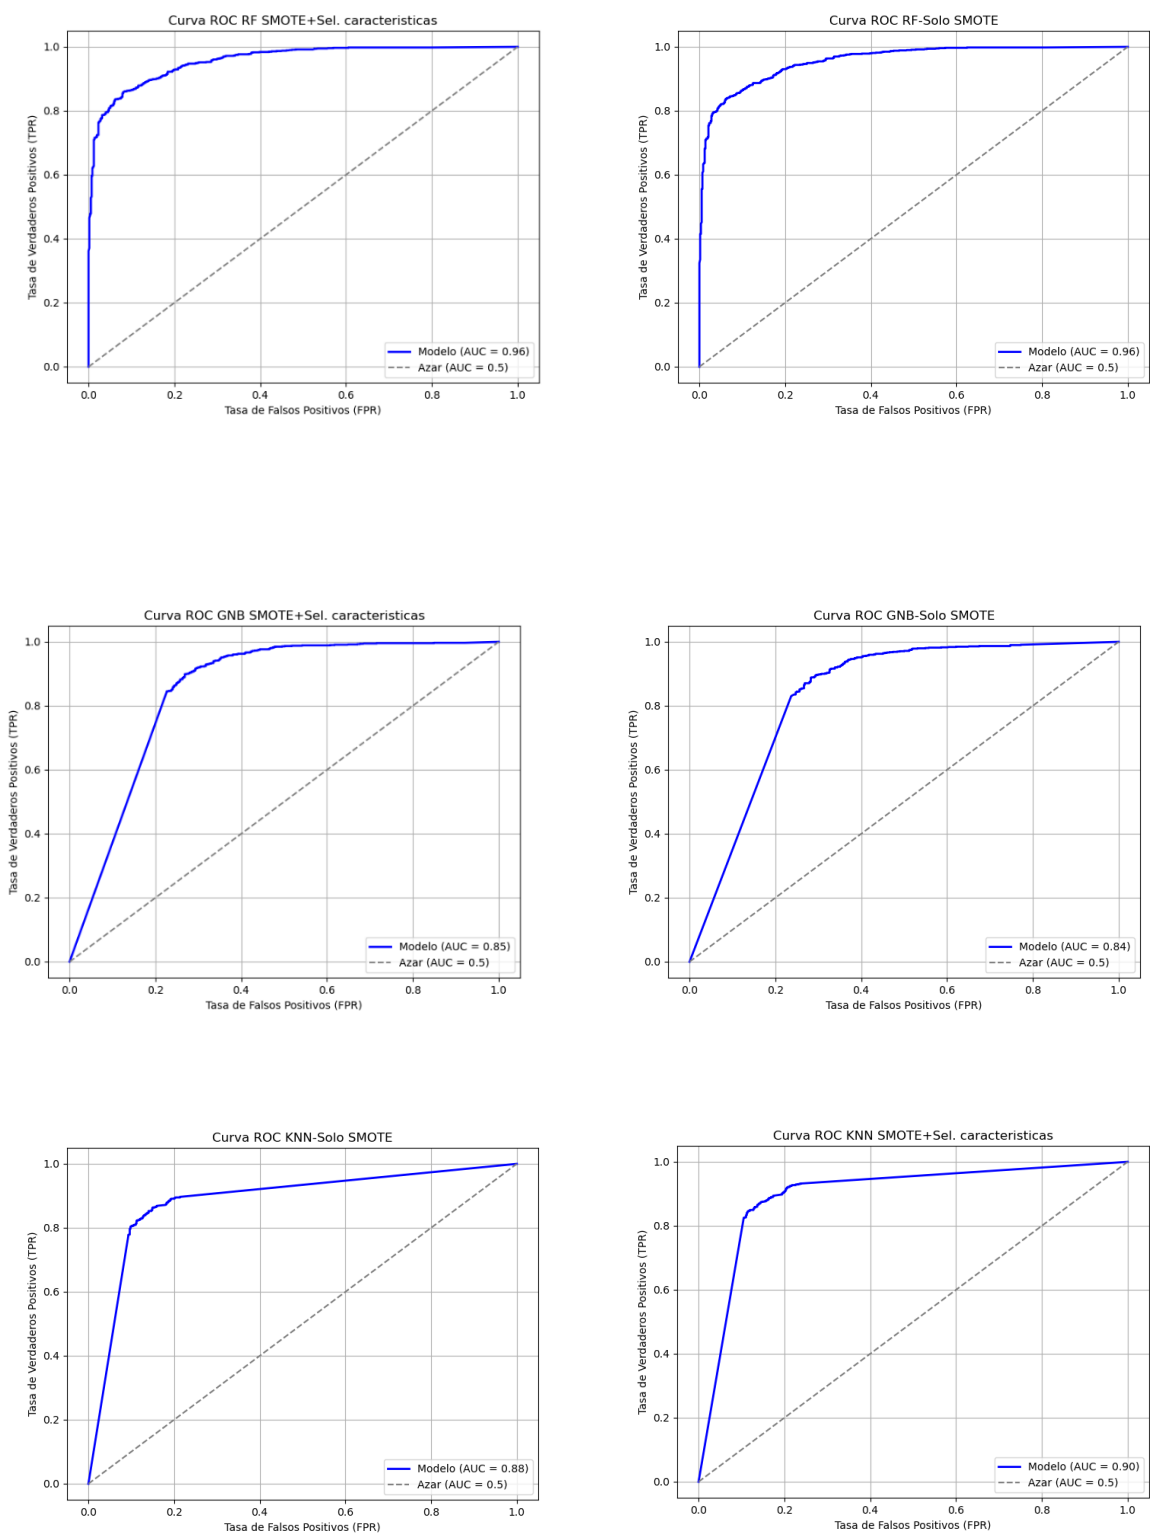 Curva ROC RF SMOTE+Sel. caracteristicas
Tasa de Verdaderos Positivos (TPR)
1.0
0.8
0.6
0.4
0.2
0.0
Modelo (AUC = 0.96)
Azar (AUC = 0.5)
0.0 0.2 0.4 0.6 0.8 1.0
Tasa de Falsos Positivos (FPR)
Curva ROC RF-Solo SMOTE
Tasa de Verdaderos Positivos (TPR)
1.0
0.8
0.6
0.4
0.2
0.0
Modelo (AUC = 0.96)
Azar (AUC = 0.5)
0.0 0.2 0.4 0.6 0.8 1.0
Tasa de Falsos Positivos (FPR)
Curva ROC GNB SMOTE+Sel. caracteristicas
Tasa de Verdaderos Positivos (TPR)
1.0
0.8
0.6
0.4
0.2
0.0
Modelo (AUC = 0.85)
Azar (AUC = 0.5)
0.0 0.2 0.4 0.6 0.8 1.0
Tasa de Falsos Positivos (FPR)
Curva ROC GNB-Solo SMOTE
Tasa de Verdaderos Positivos (TPR)
1.0
0.8
0.6
0.4
0.2
0.0
Modelo (AUC = 0.84)
Azar (AUC = 0.5)
0.0 0.2 0.4 0.6 0.8 1.0
Tasa de Falsos Positivos (FPR)
Curva ROC KNN-Solo SMOTE
Tasa de Verdaderos Positivos (TPR)
1.0
0.8
0.6
0.4
0.2
0.0
Modelo (AUC = 0.88)
Azar (AUC = 0.5)
0.0 0.2 0.4 0.6 0.8 1.0
Tasa de Falsos Positivos (FPR)
Curva ROC KNN SMOTE+Sel. caracteristicas
Tasa de Verdaderos Positivos (TPR)
1.0
0.8
0.6
0.4
0.2
0.0
Modelo (AUC = 0.90)
Azar (AUC = 0.5)
0.0 0.2 0.4 0.6 0.8 1.0
Tasa de Falsos Positivos (FPR)